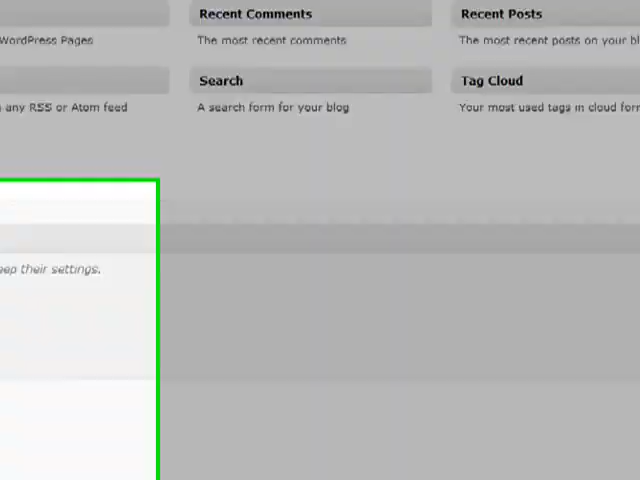 Recent Comments
Recent Posts
WordPress Pages
The most recent comments
The most recent posts on your bl
Search
Tag Cloud
any RSS or Atom feed
A search form for your blog
Your most used tags in cloud for
eep their settings.